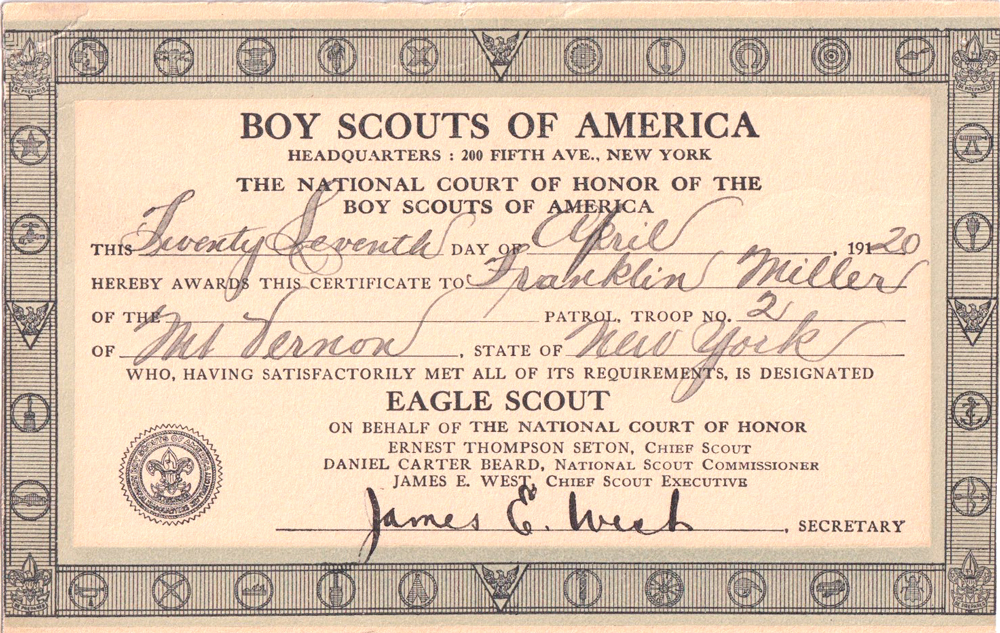 BOY SCOUTS OF AMERICA
HEADQUARTERS : 200 FIFTH AVE., NEW YORK
THE NATIONAL COURT OF HONOR OF THE
BOY SCOUTS OF AMERICA
THIS Twenty Seventh DAY OF April, 191 20
HEREBY AWARDS THIS CERTIFICATE TO Franklin Miller
OF THE PATROL, TROOP NO. 2
OF Mt Vernon, STATE OF New York
WHO, HAVING SATISFACTORILY MET ALL OF ITS REQUIREMENTS, IS DESIGNATED
EAGLE SCOUT
ON BEHALF OF THE NATIONAL COURT OF HONOR
ERNEST THOMPSON SETON, CHIEF SCOUT
DANIEL CARTER BEARD, NATIONAL SCOUT COMMISSIONER
JAMES E. WEST, CHIEF SCOUT EXECUTIVE
James E. West, SECRETARY